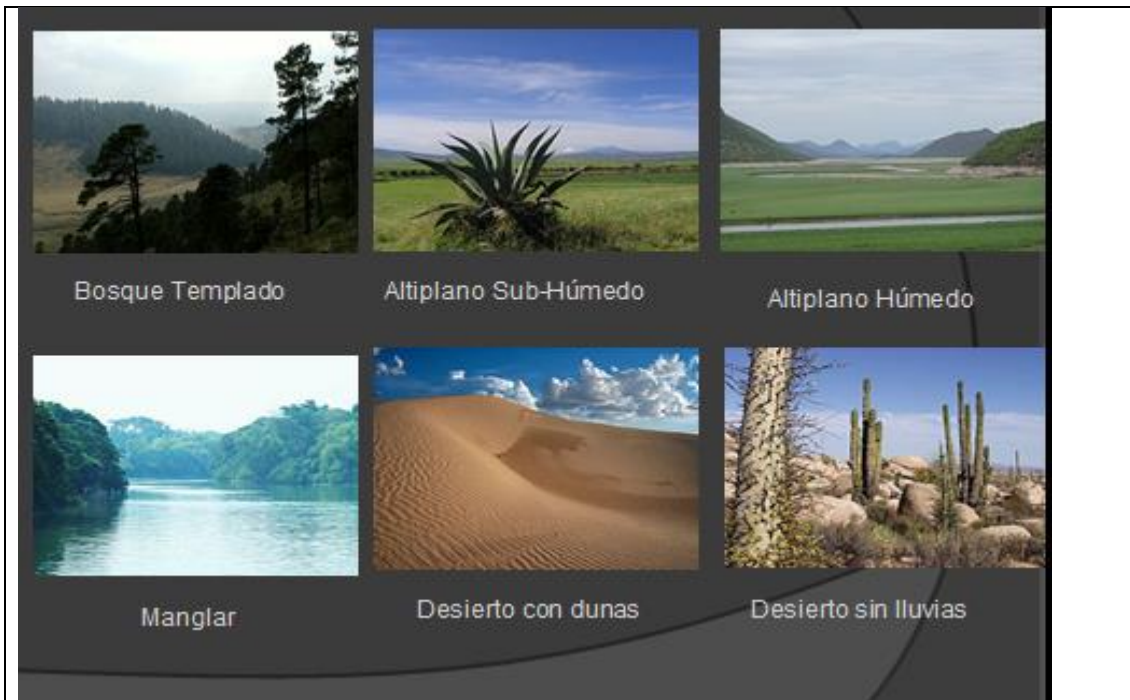 Bosque Templado
Altiplano Sub-Húmedo
Altiplano Húmedo
Manglar
Desierto con dunas
Desierto sin lluvias